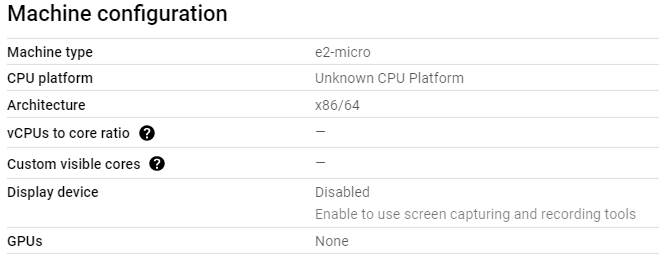 Machine configuration
Machine type e2-micro
CPU platform Unknown CPU Platform
Architecture x86/64
vCPUs to core ratio ? —
Custom visible cores ? —
Display device Disabled
Enable to use screen capturing and recording tools
GPUs None